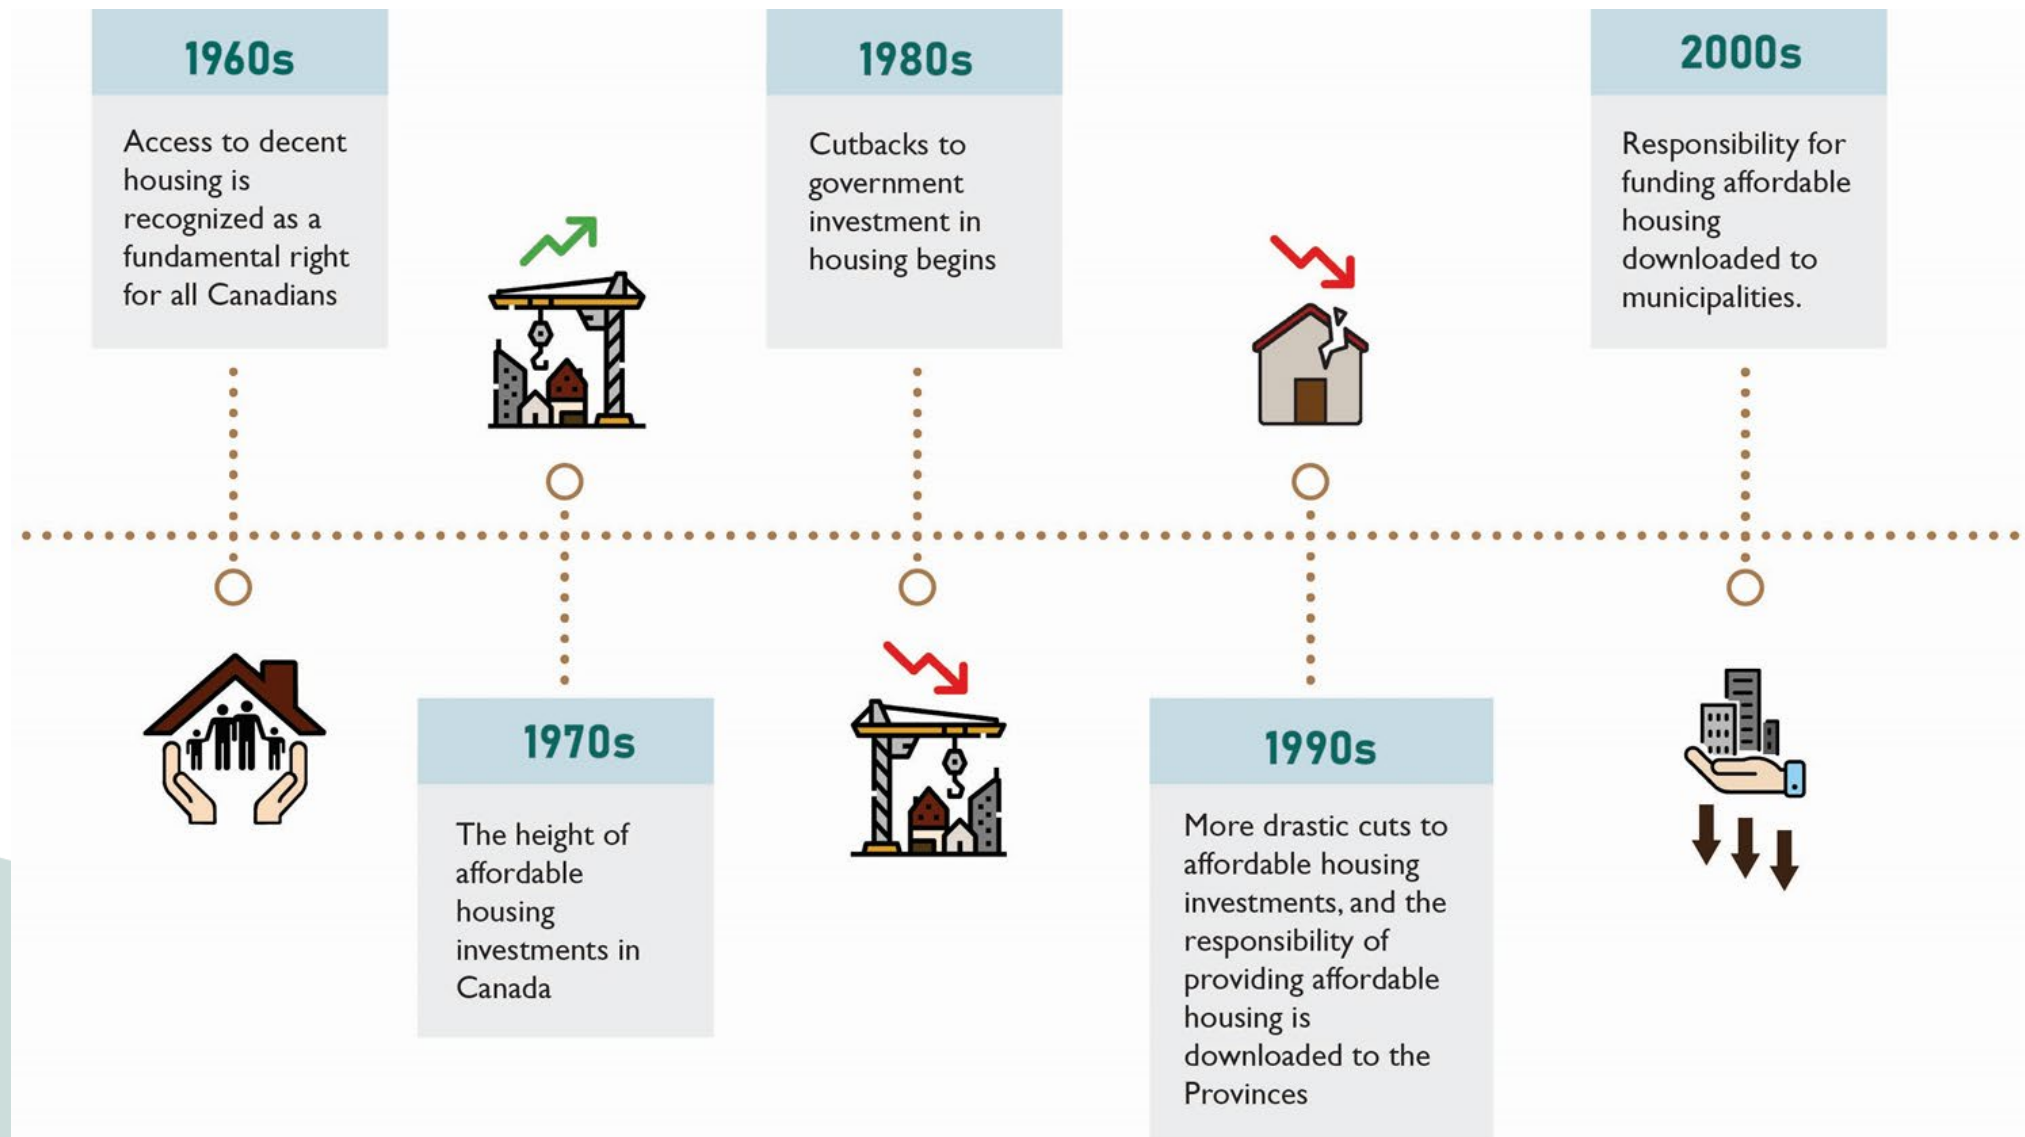 1960s
Access to decent
housing is
recognized as a
fundamental right
for all Canadians
1970s
The height of
affordable
housing
investments in
Canada
1980s
Cutbacks to
government
investment in
housing begins
1990s
More drastic cuts to
affordable housing
investments, and the
responsibility of
providing affordable
housing is
downloaded to the
Provinces
2000s
Responsibility for
funding affordable
housing
downloaded to
municipalities.